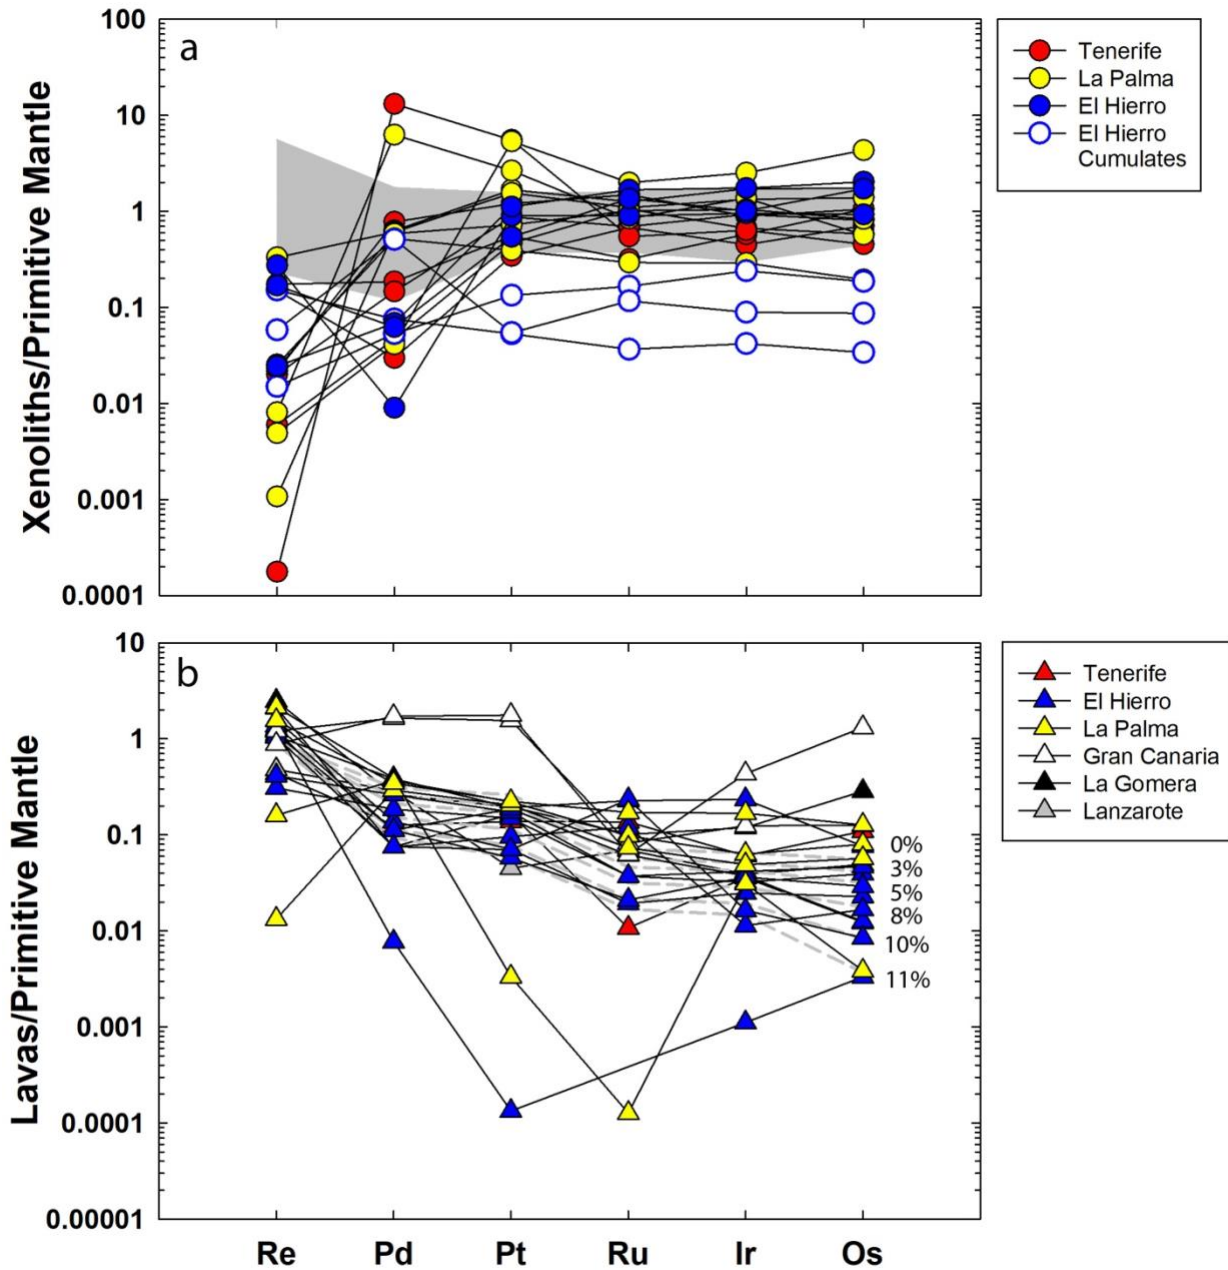 a
Xenoliths/Primitive Mantle
100
10
1
0.1
0.01
0.001
0.0001
Tenerife
La Palma
El Hierro
El Hierro
Cumulates
b
Lavas/Primitive Mantle
10
1
0.1
0.01
0.001
0.0001
0.00001
0%
3%
5%
8%
10%
11%
Re Pd Pt Ru Ir Os
Tenerife
El Hierro
La Palma
Gran Canaria
La Gomera
Lanzarote